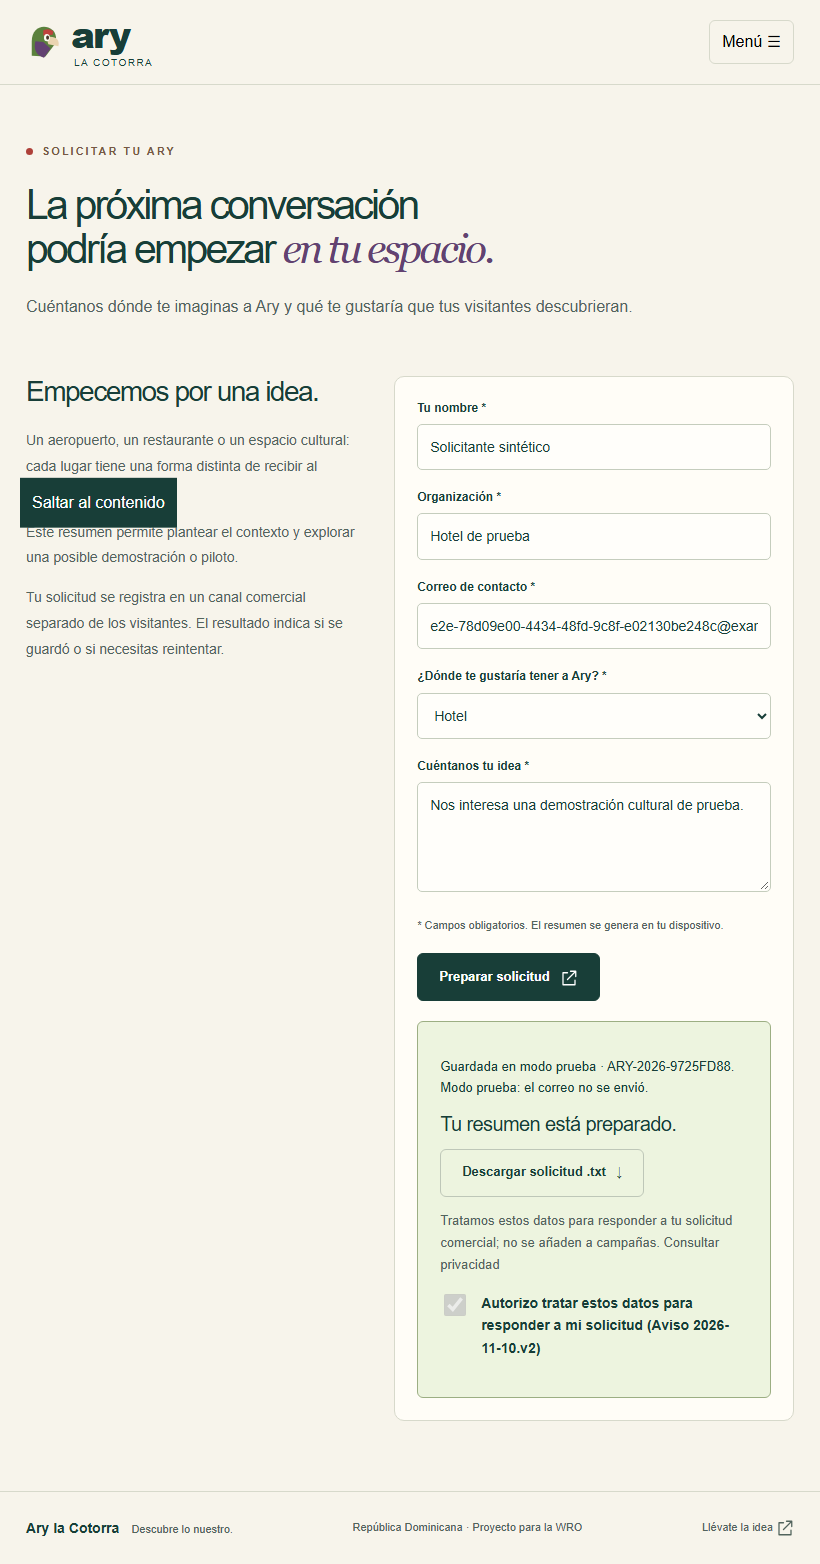 ary
LA COTORRA
Menú ☰
SOLICITAR TU ARY
La próxima conversación
podría empezar en tu espacio.
Cuéntanos dónde te imaginas a Ary y qué te gustaría que tus visitantes descubrieran.
Empecemos por una idea.
Un aeropuerto, un restaurante o un espacio cultural:
cada lugar tiene una forma distinta de recibir al
Saltar al contenido
Este resumen permite plantear el contexto y explorar
una posible demostración o piloto.
Tu solicitud se registra en un canal comercial
separado de los visitantes. El resultado indica si se
guardó o si necesitas reintentar.
Tu nombre *
Solicitante sintético
Organización *
Hotel de prueba
Correo de contacto *
e2e-78d09e00-4434-48fd-9c8f-e02130be248c@exar
¿Dónde te gustaría tener a Ary? *
Hotel
Cuéntanos tu idea *
Nos interesa una demostración cultural de prueba.
* Campos obligatorios. El resumen se genera en tu dispositivo.
Preparar solicitud
Guardada en modo prueba · ARY-2026-9725FD88.
Modo prueba: el correo no se envió.
Tu resumen está preparado.
Descargar solicitud .txt ↓
Tratamos estos datos para responder a tu solicitud
comercial; no se añaden a campañas. Consultar
privacidad
Autorizo tratar estos datos para
responder a mi solicitud (Aviso 2026-
11-10.v2)
Ary la Cotorra Descubre lo nuestro.
República Dominicana · Proyecto para la WRO
Llévate la idea